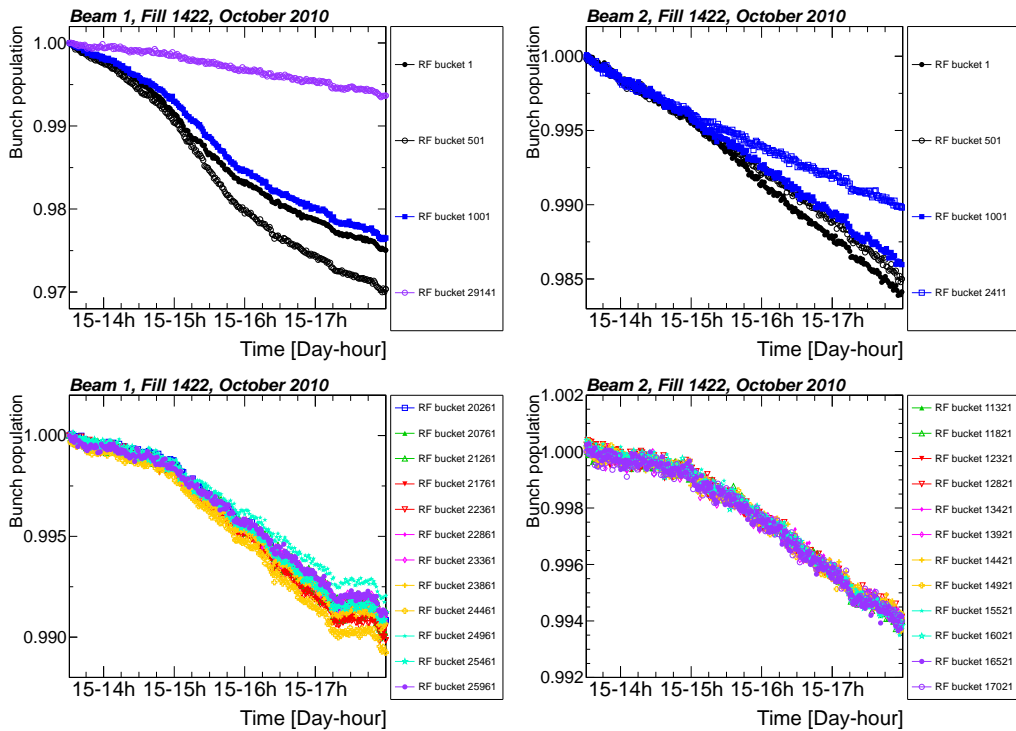 Beam 1, Fill 1422, October 2010
Bunch population
1.00
0.99
0.98
0.97
15-14h 15-15h 15-16h 15-17h
Time [Day-hour]
RF bucket 1
RF bucket 501
RF bucket 1001
RF bucket 29141
Beam 2, Fill 1422, October 2010
Bunch population
1.000
0.995
0.990
0.985
15-14h 15-15h 15-16h 15-17h
Time [Day-hour]
RF bucket 1
RF bucket 501
RF bucket 1001
RF bucket 2411
Beam 1, Fill 1422, October 2010
Bunch population
1.000
0.995
0.990
15-14h 15-15h 15-16h 15-17h
Time [Day-hour]
RF bucket 20261
RF bucket 20761
RF bucket 21261
RF bucket 21761
RF bucket 22361
RF bucket 22861
RF bucket 23361
RF bucket 23861
RF bucket 24461
RF bucket 24961
RF bucket 25461
RF bucket 25961
Beam 2, Fill 1422, October 2010
Bunch population
1.002
1.000
0.998
0.996
0.994
0.992
15-14h 15-15h 15-16h 15-17h
Time [Day-hour]
RF bucket 11321
RF bucket 11821
RF bucket 12321
RF bucket 12821
RF bucket 13421
RF bucket 13921
RF bucket 14421
RF bucket 14921
RF bucket 15521
RF bucket 16021
RF bucket 16521
RF bucket 17021